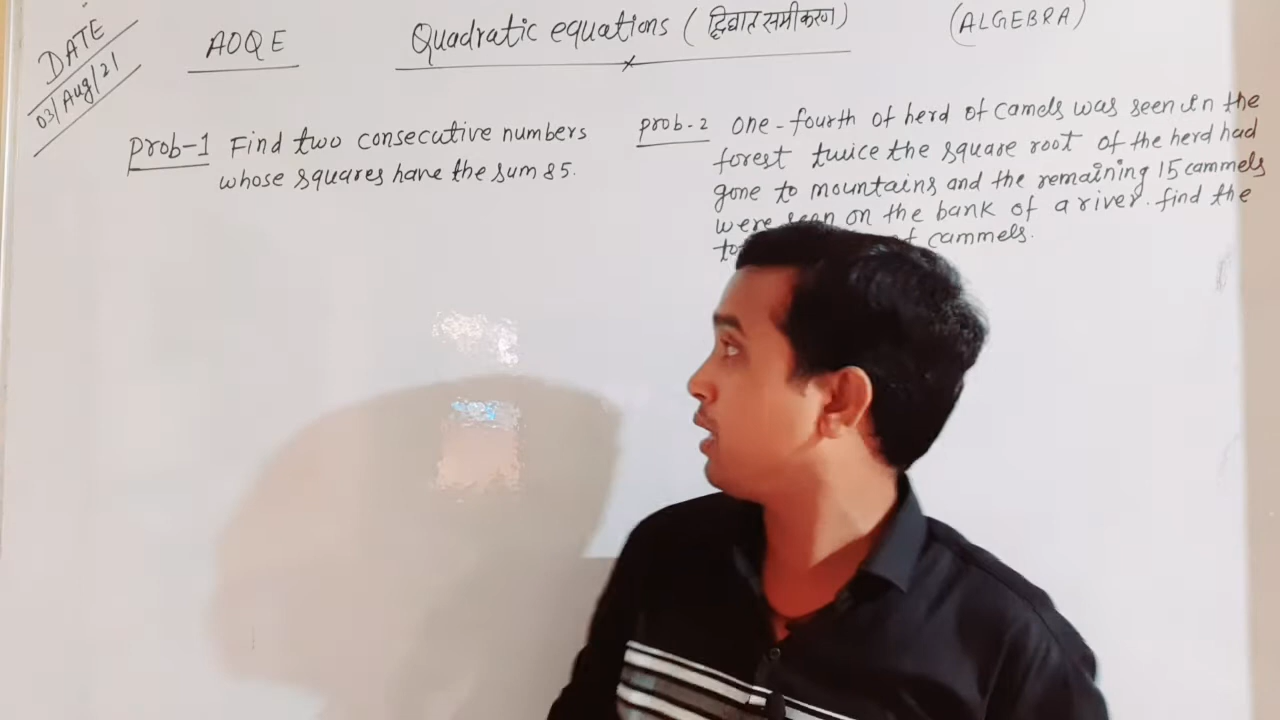 DATE
03/Aug/21
AOQE
Quadratic equations (द्विघात समीकरण)
(ALGEBRA)
Prob-1 Find two consecutive numbers
whose squares have the sum 85.
prob-2 One-fourth of herd of camels was seen in the
forest twice the square root of the herd had
gone to mountains and the remaining 15 cammels
were seen on the bank of a river. find the
of cammels.